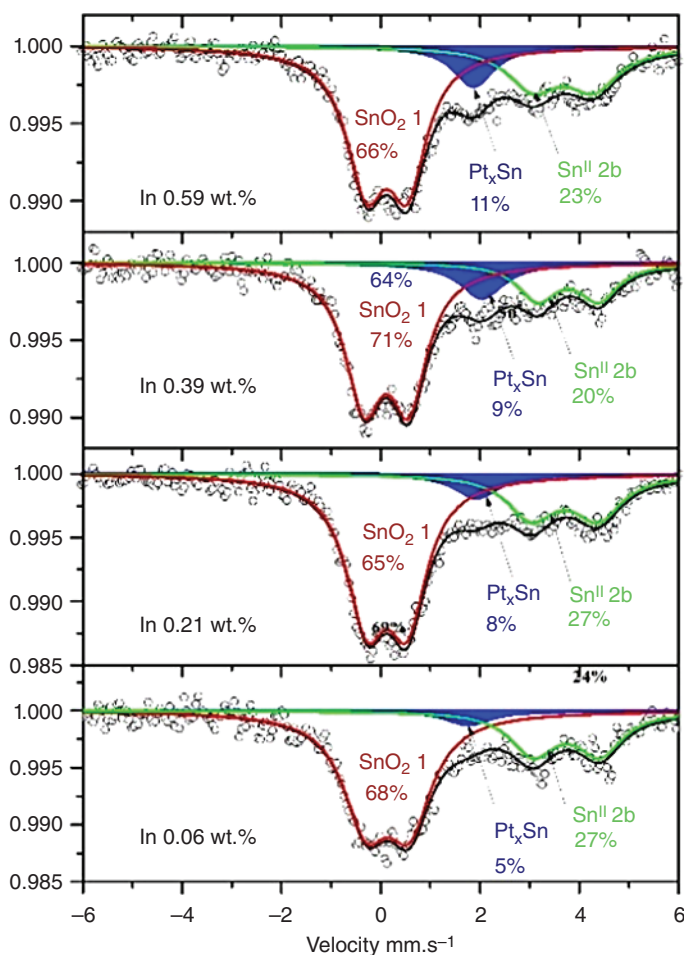 1.000
0.995
0.990
SnO₂ 1
66%
PtₓSn
11%
Snᴵᴵ 2b
23%
In 0.59 wt.%
1.000
0.995
0.990
64%
SnO₂ 1
71%
PtₓSn
9%
Snᴵᴵ 2b
20%
In 0.39 wt.%
1.000
0.995
0.990
0.985
SnO₂ 1
65%
69%
PtₓSn
8%
Snᴵᴵ 2b
27%
In 0.21 wt.%
24%
1.000
0.995
0.990
0.985
SnO₂ 1
68%
PtₓSn
5%
Snᴵᴵ 2b
27%
In 0.06 wt.%
−6 −4 −2 0 2 4 6
Velocity mm.s⁻¹